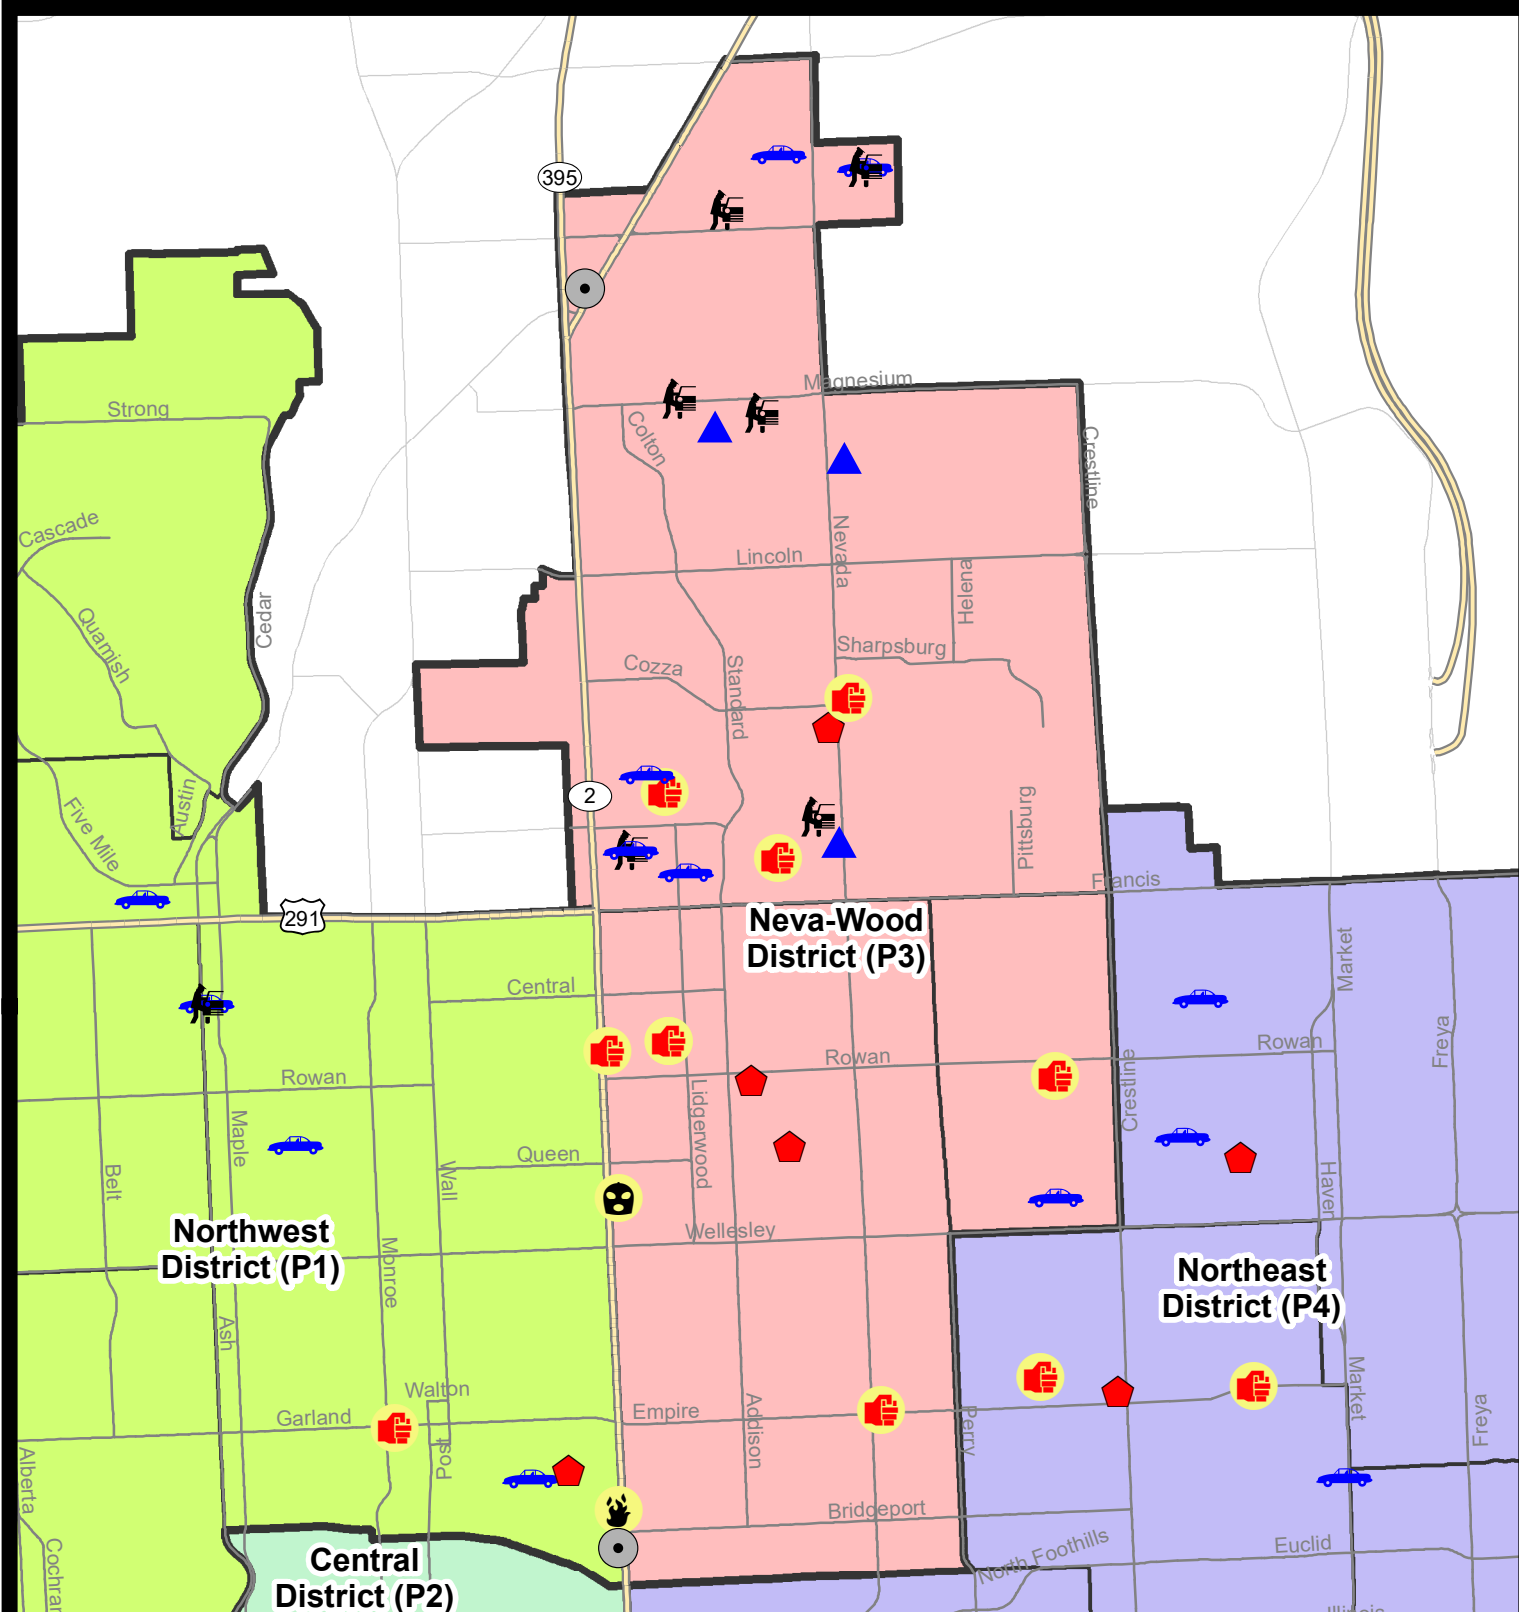 395
Magnesium
Strong
Colton
Crestline
Cascade
Nevada
Lincoln
Helena
Cedar
Quamish
Sharpsburg
Cozza
Standard
2
Austin
Five Mile
Pittsburg
Francis
291
Neva-Wood
District (P3)
Market
Central
Freya
Rowan
Rowan
Rowan
Crestline
Lidgerwood
Maple
Queen
Wall
Belt
Haven
Northwest
District (P1)
Wellesley
Monroe
Northeast
District (P4)
Ash
Walton
Market
Garland
Empire
Addison
Perry
Freya
Post
Alberta
Bridgeport
Euclid
North Foothills
Central
District (P2)